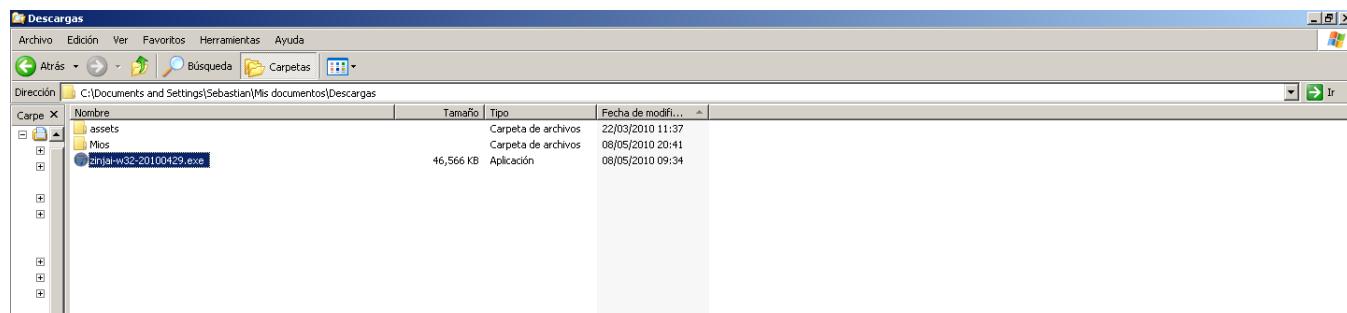 Descargas
Archivo Edición Ver Favoritos Herramientas Ayuda
Atrás Búsqueda Carpetas
Dirección C:\Documents and Settings\Sebastian\Mis documentos\Descargas Ir
Carpe X Nombre Tamaño Tipo Fecha de modifi...
assets Carpeta de archivos 22/03/2010 11:37
Mios Carpeta de archivos 08/05/2010 20:41
zinjai-w32-20100429.exe 46,566 KB Aplicación 08/05/2010 09:34